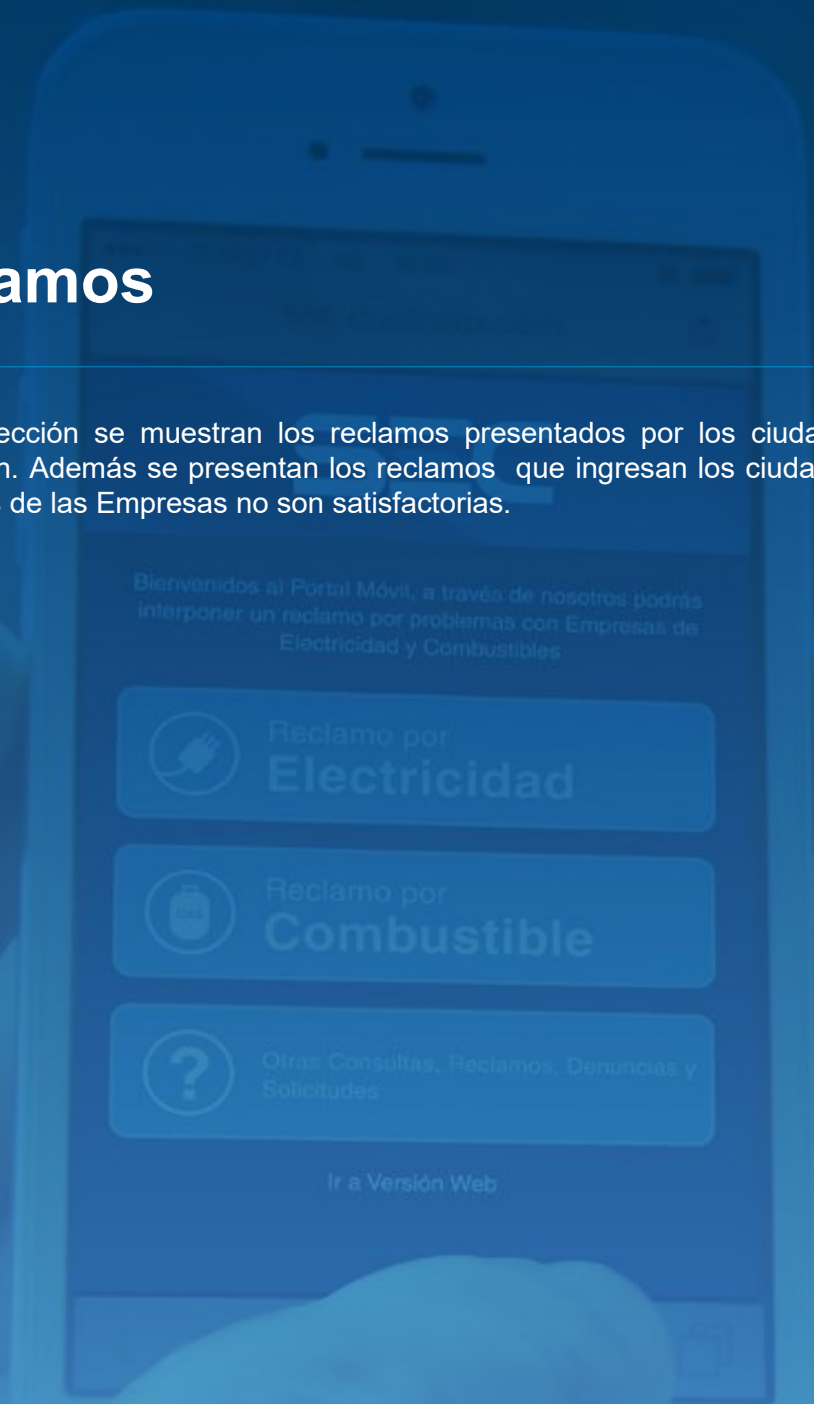 amos
ección se muestran los reclamos presentados por los ciuda
n. Además se presentan los reclamos que ingresan los ciuda
s de las Empresas no son satisfactorias.
SEC
Bienvenidos al Portal Móvil, a través de nosotros podrás
interponer un reclamo por problemas con Empresas de
Electricidad y Combustibles
Reclamo por
Electricidad
Reclamo por
Combustible
Otras Consultas, Reclamos, Denuncias y
Solicitudes
Ir a Versión Web